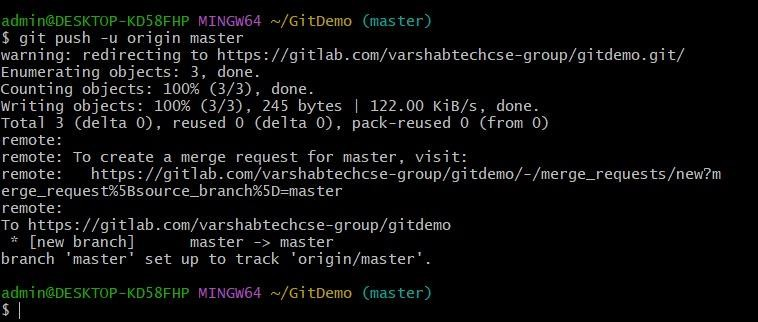 admin@DESKTOP-KD58FHP MINGW64 ~/GitDemo (master)
$ git push -u origin master
warning: redirecting to https://gitlab.com/varshabtechcse-group/gitdemo.git/
Enumerating objects: 3, done.
Counting objects: 100% (3/3), done.
Writing objects: 100% (3/3), 245 bytes | 122.00 KiB/s, done.
Total 3 (delta 0), reused 0 (delta 0), pack-reused 0 (from 0)
remote:
remote: To create a merge request for master, visit:
remote:   https://gitlab.com/varshabtechcse-group/gitdemo/-/merge_requests/new?m
erge_request%5Bsource_branch%5D=master
remote:
To https://gitlab.com/varshabtechcse-group/gitdemo
 * [new branch]      master -> master
branch 'master' set up to track 'origin/master'.
admin@DESKTOP-KD58FHP MINGW64 ~/GitDemo (master)
$